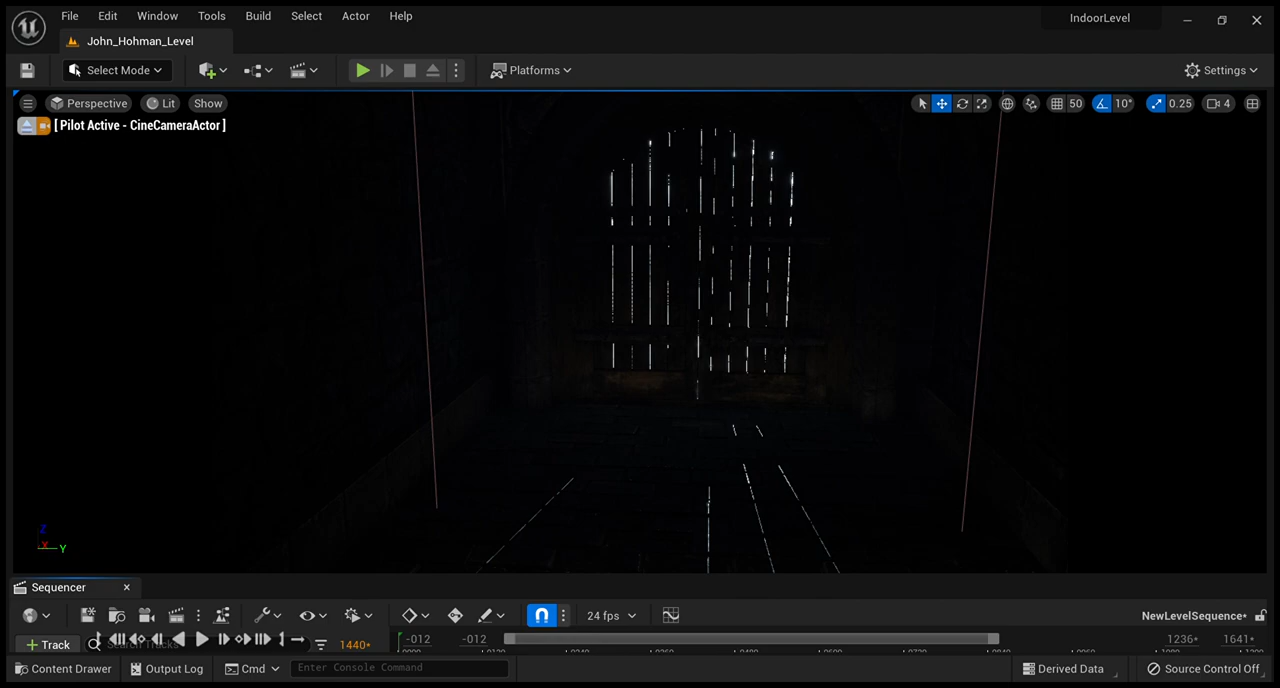 File Edit Window Tools Build Select Actor Help
IndoorLevel
John_Hohman_Level
Select Mode
Platforms
Settings
Perspective Lit Show
50 10° 0.25 4
[ Pilot Active - CineCameraActor ]
Z
X Y
Sequencer
24 fps
NewLevelSequence*
+ Track
Search Tracks
1440*
-012 -012
1236* 1641*
Content Drawer Output Log Cmd Enter Console Command
Derived Data Source Control Off